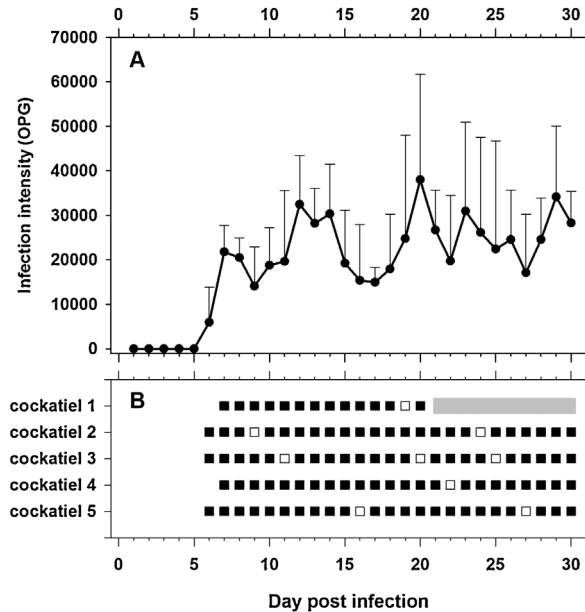 0 5 10 15 20 25 30
70000
A
60000
50000
40000
30000
20000
10000
0
Infection intensity (OPG)
B
cockatiel 1
cockatiel 2
cockatiel 3
cockatiel 4
cockatiel 5
0 5 10 15 20 25 30
Day post infection